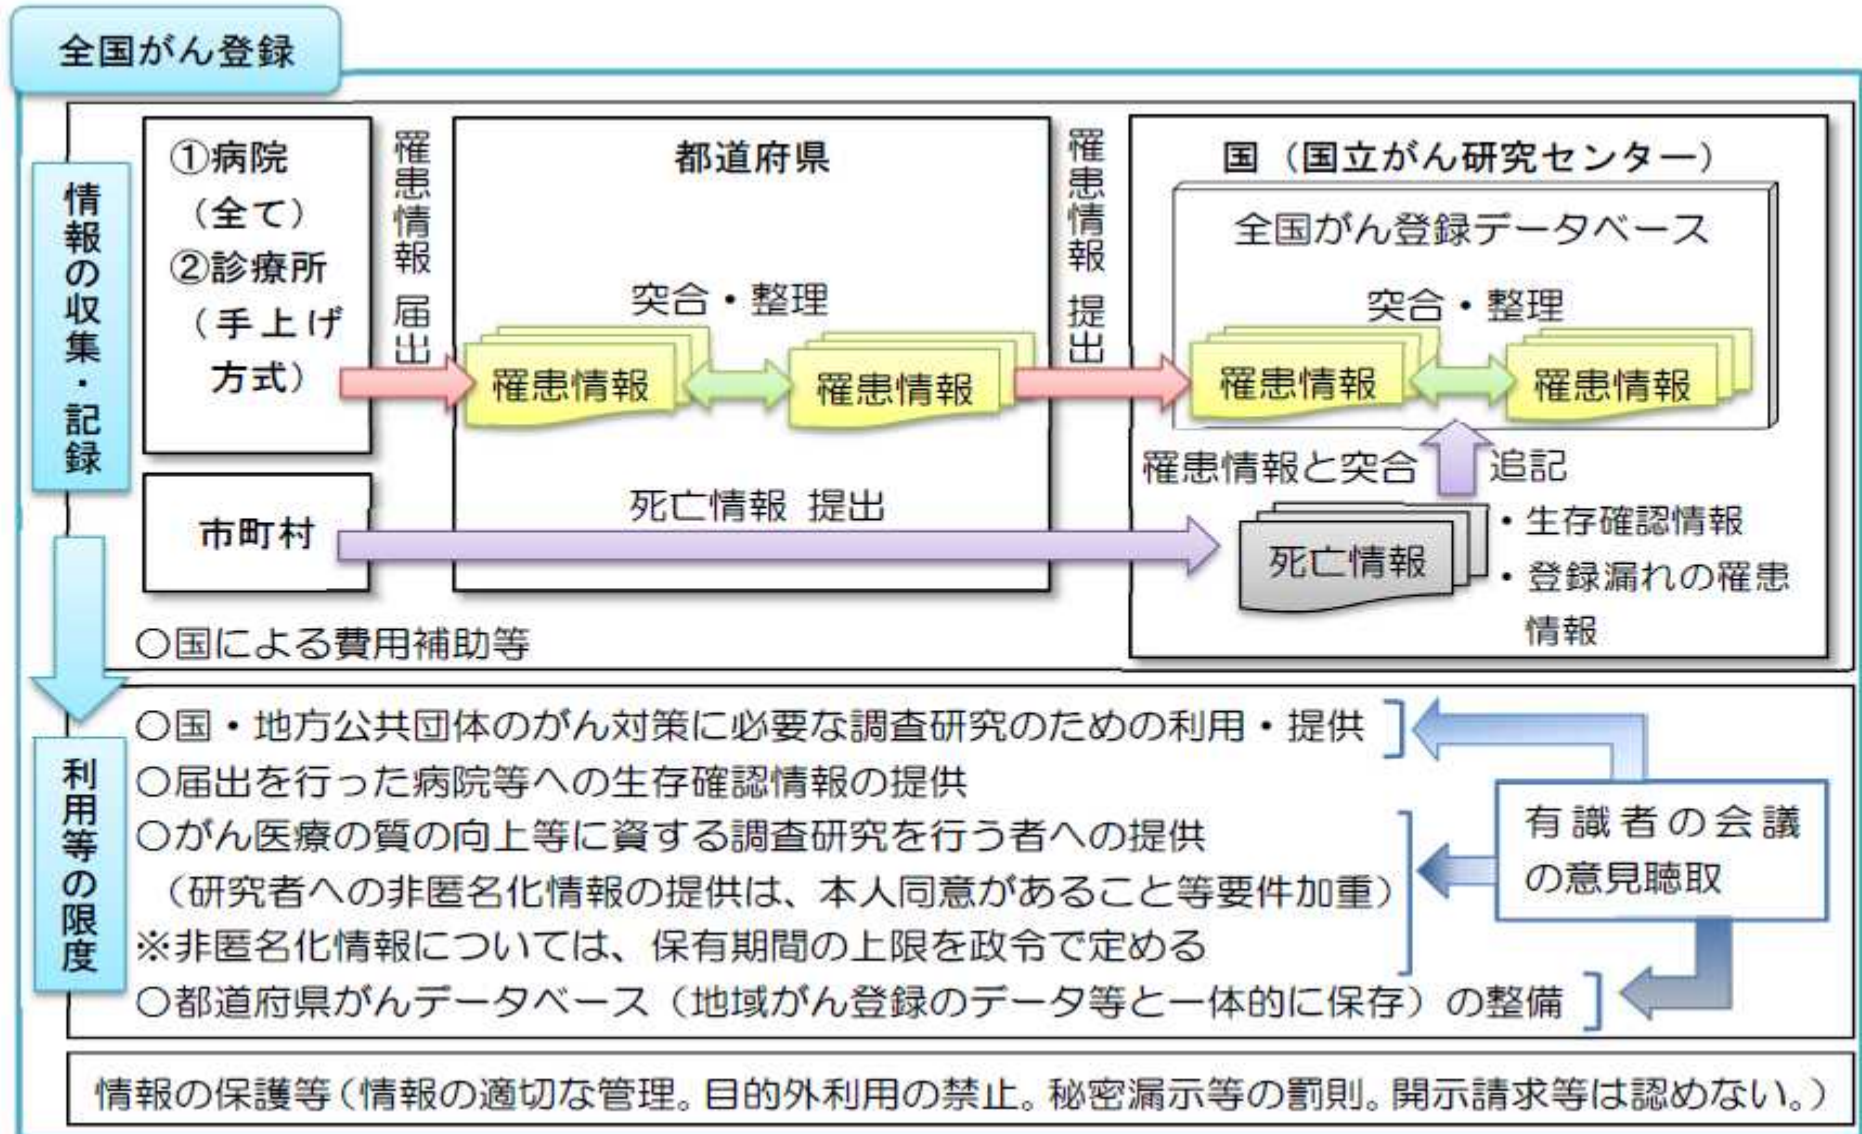 全国がん登録
情報の収集・記録
①病院
（全て）
②診療所
（手上げ
方式）
罹患情報 届出
都道府県
突合・整理
罹患情報
罹患情報
罹患情報 提出
国（国立がん研究センター）
全国がん登録データベース
突合・整理
罹患情報
罹患情報
罹患情報と突合
追記
市町村
死亡情報 提出
死亡情報
・生存確認情報
・登録漏れの罹患
情報
○国による費用補助等
利用等の限度
○国・地方公共団体のがん対策に必要な調査研究のための利用・提供
○届出を行った病院等への生存確認情報の提供
○がん医療の質の向上等に資する調査研究を行う者への提供
（研究者への非匿名化情報の提供は、本人同意があること等要件加重）
※非匿名化情報については、保有期間の上限を政令で定める
○都道府県がんデータベース（地域がん登録のデータ等と一体的に保存）の整備
有識者の会議
の意見聴取
情報の保護等（情報の適切な管理。目的外利用の禁止。秘密漏示等の罰則。開示請求等は認めない。）